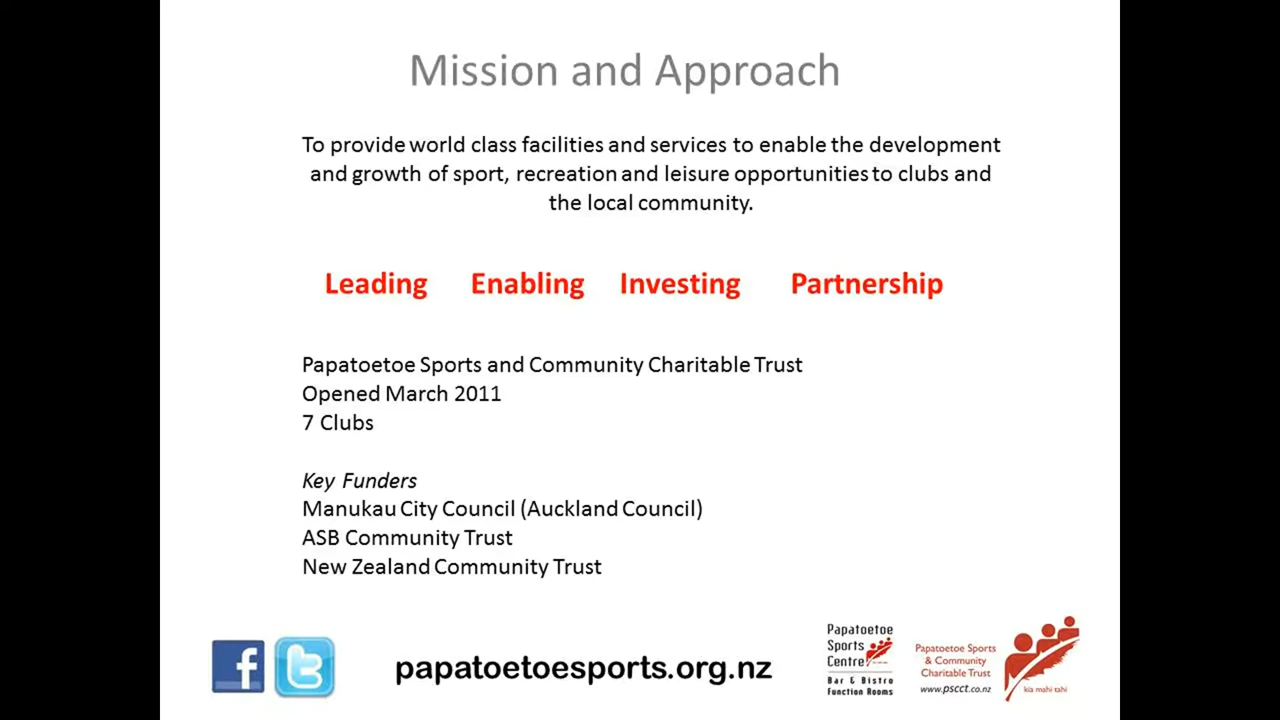 Mission and Approach
To provide world class facilities and services to enable the development
and growth of sport, recreation and leisure opportunities to clubs and
the local community.
Leading Enabling Investing Partnership
Papatoetoe Sports and Community Charitable Trust
Opened March 2011
7 Clubs
Key Funders
Manukau City Council (Auckland Council)
ASB Community Trust
New Zealand Community Trust
f
t
papatoetoesports.org.nz
Papatoetoe
Sports
Centre
Bar & Bistro
Function Rooms
Papatoetoe Sports
& Community
Charitable Trust
www.pscct.co.nz
kia mahi tahi